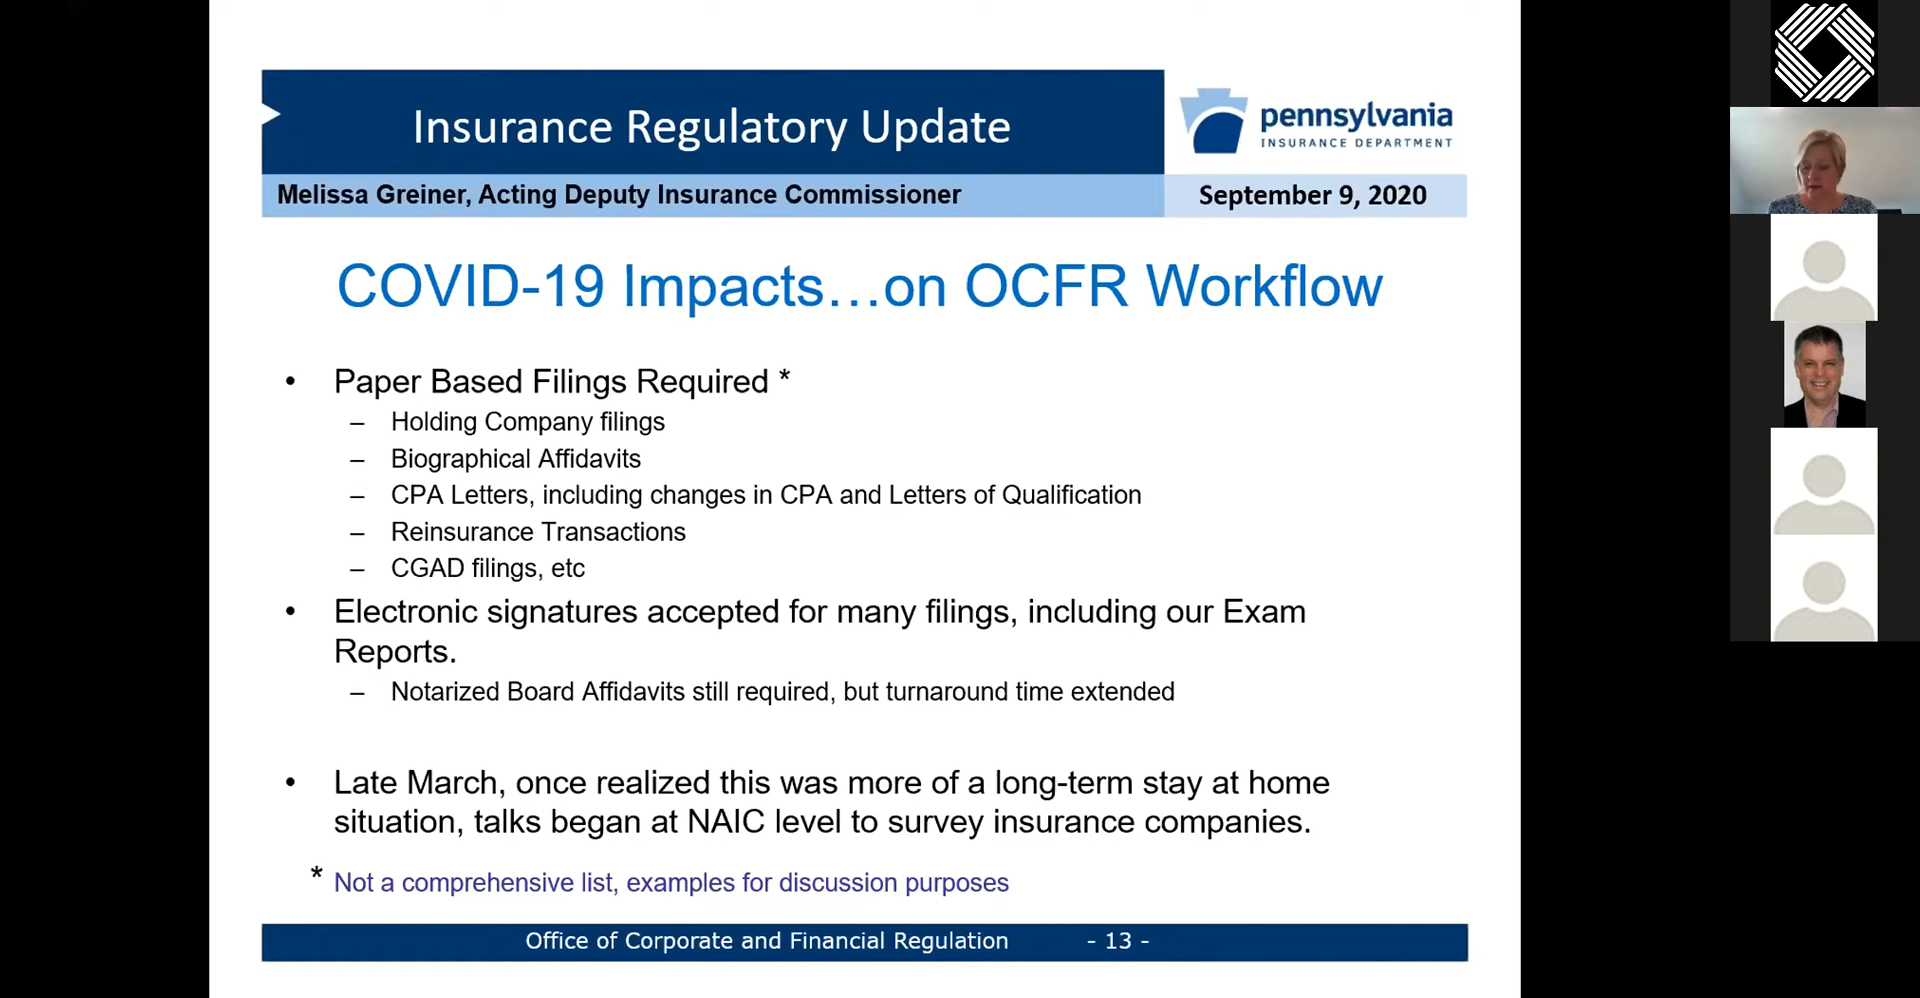 Insurance Regulatory Update
pennsylvania
INSURANCE DEPARTMENT
Melissa Greiner, Acting Deputy Insurance Commissioner
September 9, 2020
COVID-19 Impacts…on OCFR Workflow
• Paper Based Filings Required *
– Holding Company filings
– Biographical Affidavits
– CPA Letters, including changes in CPA and Letters of Qualification
– Reinsurance Transactions
– CGAD filings, etc
• Electronic signatures accepted for many filings, including our Exam
Reports.
– Notarized Board Affidavits still required, but turnaround time extended
• Late March, once realized this was more of a long-term stay at home
situation, talks began at NAIC level to survey insurance companies.
* Not a comprehensive list, examples for discussion purposes
Office of Corporate and Financial Regulation - 13 -